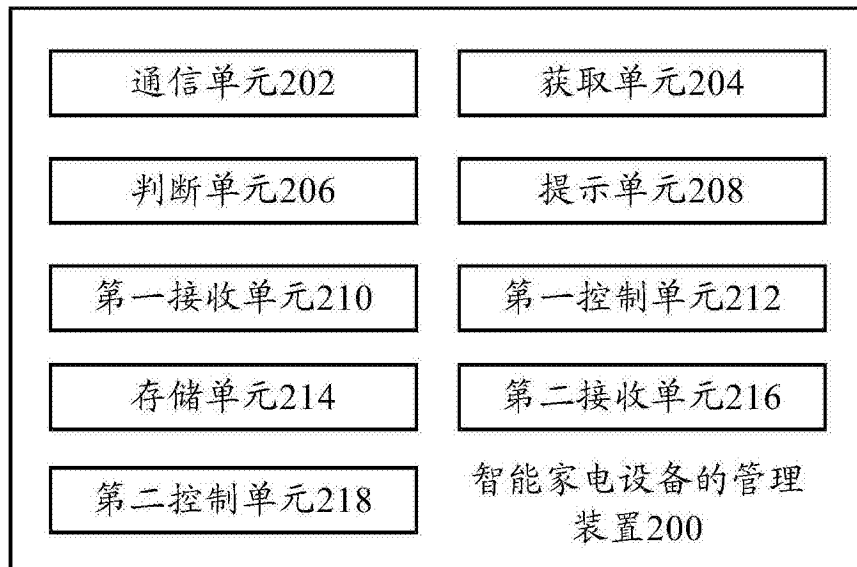 通信单元202
获取单元204
判断单元206
提示单元208
第一接收单元210
第一控制单元212
存储单元214
第二接收单元216
第二控制单元218
智能家电设备的管理
装置200